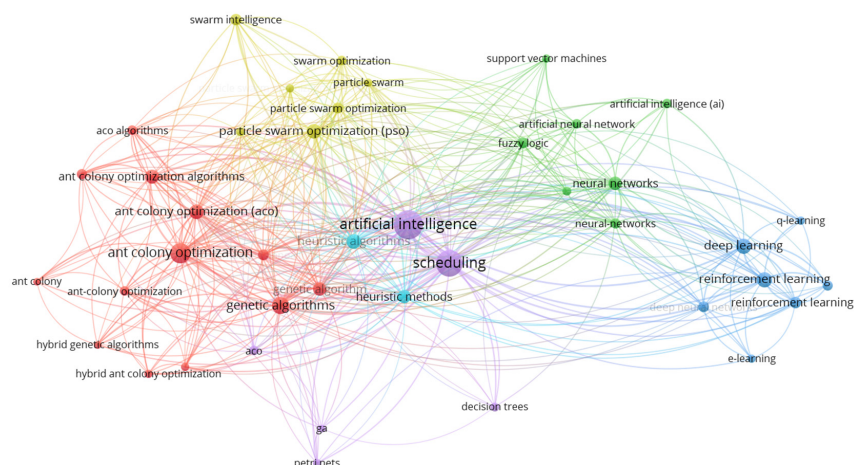 swarm intelligence
swarm optimization
support vector machines
particle swarm
particle swarm optimization
artificial intelligence (ai)
aco algorithms
particle swarm optimization (pso)
artificial neural network
fuzzy logic
ant colony optimization algorithms
neural networks
ant colony optimization (aco)
artificial intelligence
neural-networks
q-learning
heuristic algorithms
deep learning
ant colony optimization
scheduling
ant colony
ant-colony optimization
genetic algorithm
reinforcement learning
genetic algorithms
heuristic methods
deep neural networks
reinforcement learning
hybrid genetic algorithms
aco
e-learning
hybrid ant colony optimization
decision trees
ga
petri nets